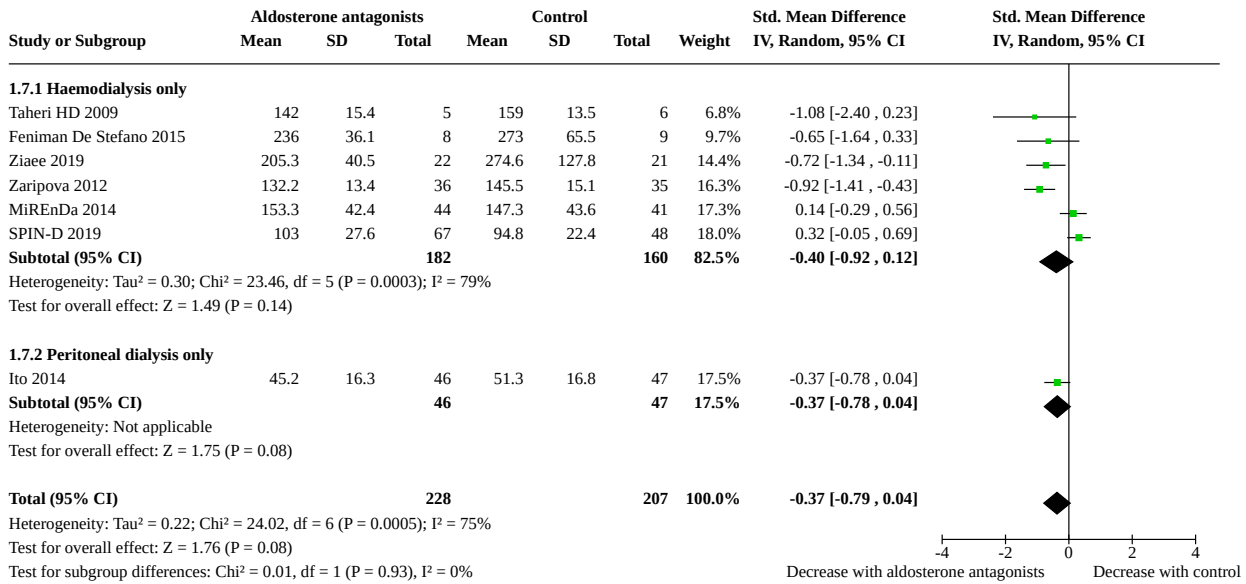 Aldosterone antagonists Control Std. Mean Difference Std. Mean Difference
Study or Subgroup Mean SD Total Mean SD Total Weight IV, Random, 95% CI IV, Random, 95% CI
1.7.1 Haemodialysis only
Taheri HD 2009 142 15.4 5 159 13.5 6 6.8% -1.08 [-2.40 , 0.23]
Feniman De Stefano 2015 236 36.1 8 273 65.5 9 9.7% -0.65 [-1.64 , 0.33]
Ziaee 2019 205.3 40.5 22 274.6 127.8 21 14.4% -0.72 [-1.34 , -0.11]
Zaripova 2012 132.2 13.4 36 145.5 15.1 35 16.3% -0.92 [-1.41 , -0.43]
MiREnDa 2014 153.3 42.4 44 147.3 43.6 41 17.3% 0.14 [-0.29 , 0.56]
SPIN-D 2019 103 27.6 67 94.8 22.4 48 18.0% 0.32 [-0.05 , 0.69]
Subtotal (95% CI) 182 160 82.5% -0.40 [-0.92 , 0.12]
Heterogeneity: Tau² = 0.30; Chi² = 23.46, df = 5 (P = 0.0003); I² = 79%
Test for overall effect: Z = 1.49 (P = 0.14)
1.7.2 Peritoneal dialysis only
Ito 2014 45.2 16.3 46 51.3 16.8 47 17.5% -0.37 [-0.78 , 0.04]
Subtotal (95% CI) 46 47 17.5% -0.37 [-0.78 , 0.04]
Heterogeneity: Not applicable
Test for overall effect: Z = 1.75 (P = 0.08)
Total (95% CI) 228 207 100.0% -0.37 [-0.79 , 0.04]
Heterogeneity: Tau² = 0.22; Chi² = 24.02, df = 6 (P = 0.0005); I² = 75%
Test for overall effect: Z = 1.76 (P = 0.08)
-4 -2 0 2 4
Test for subgroup differences: Chi² = 0.01, df = 1 (P = 0.93), I² = 0% Decrease with aldosterone antagonists Decrease with control